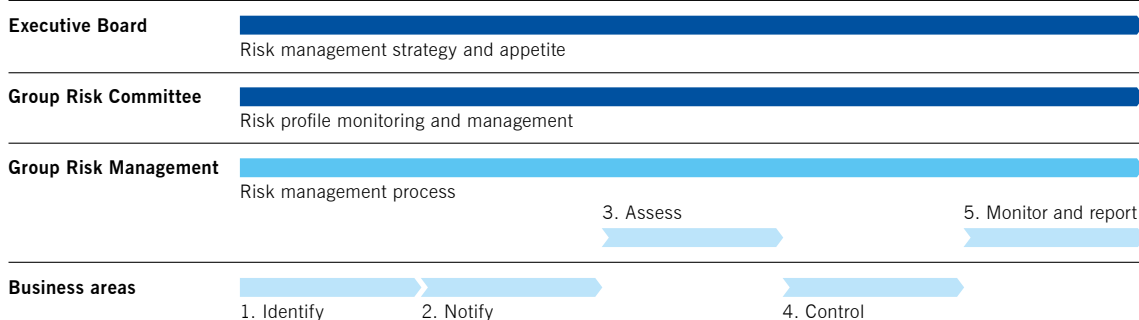 Executive Board
Risk management strategy and appetite
Group Risk Committee
Risk profile monitoring and management
Group Risk Management
Risk management process
3. Assess
5. Monitor and report
Business areas
1. Identify
2. Notify
4. Control